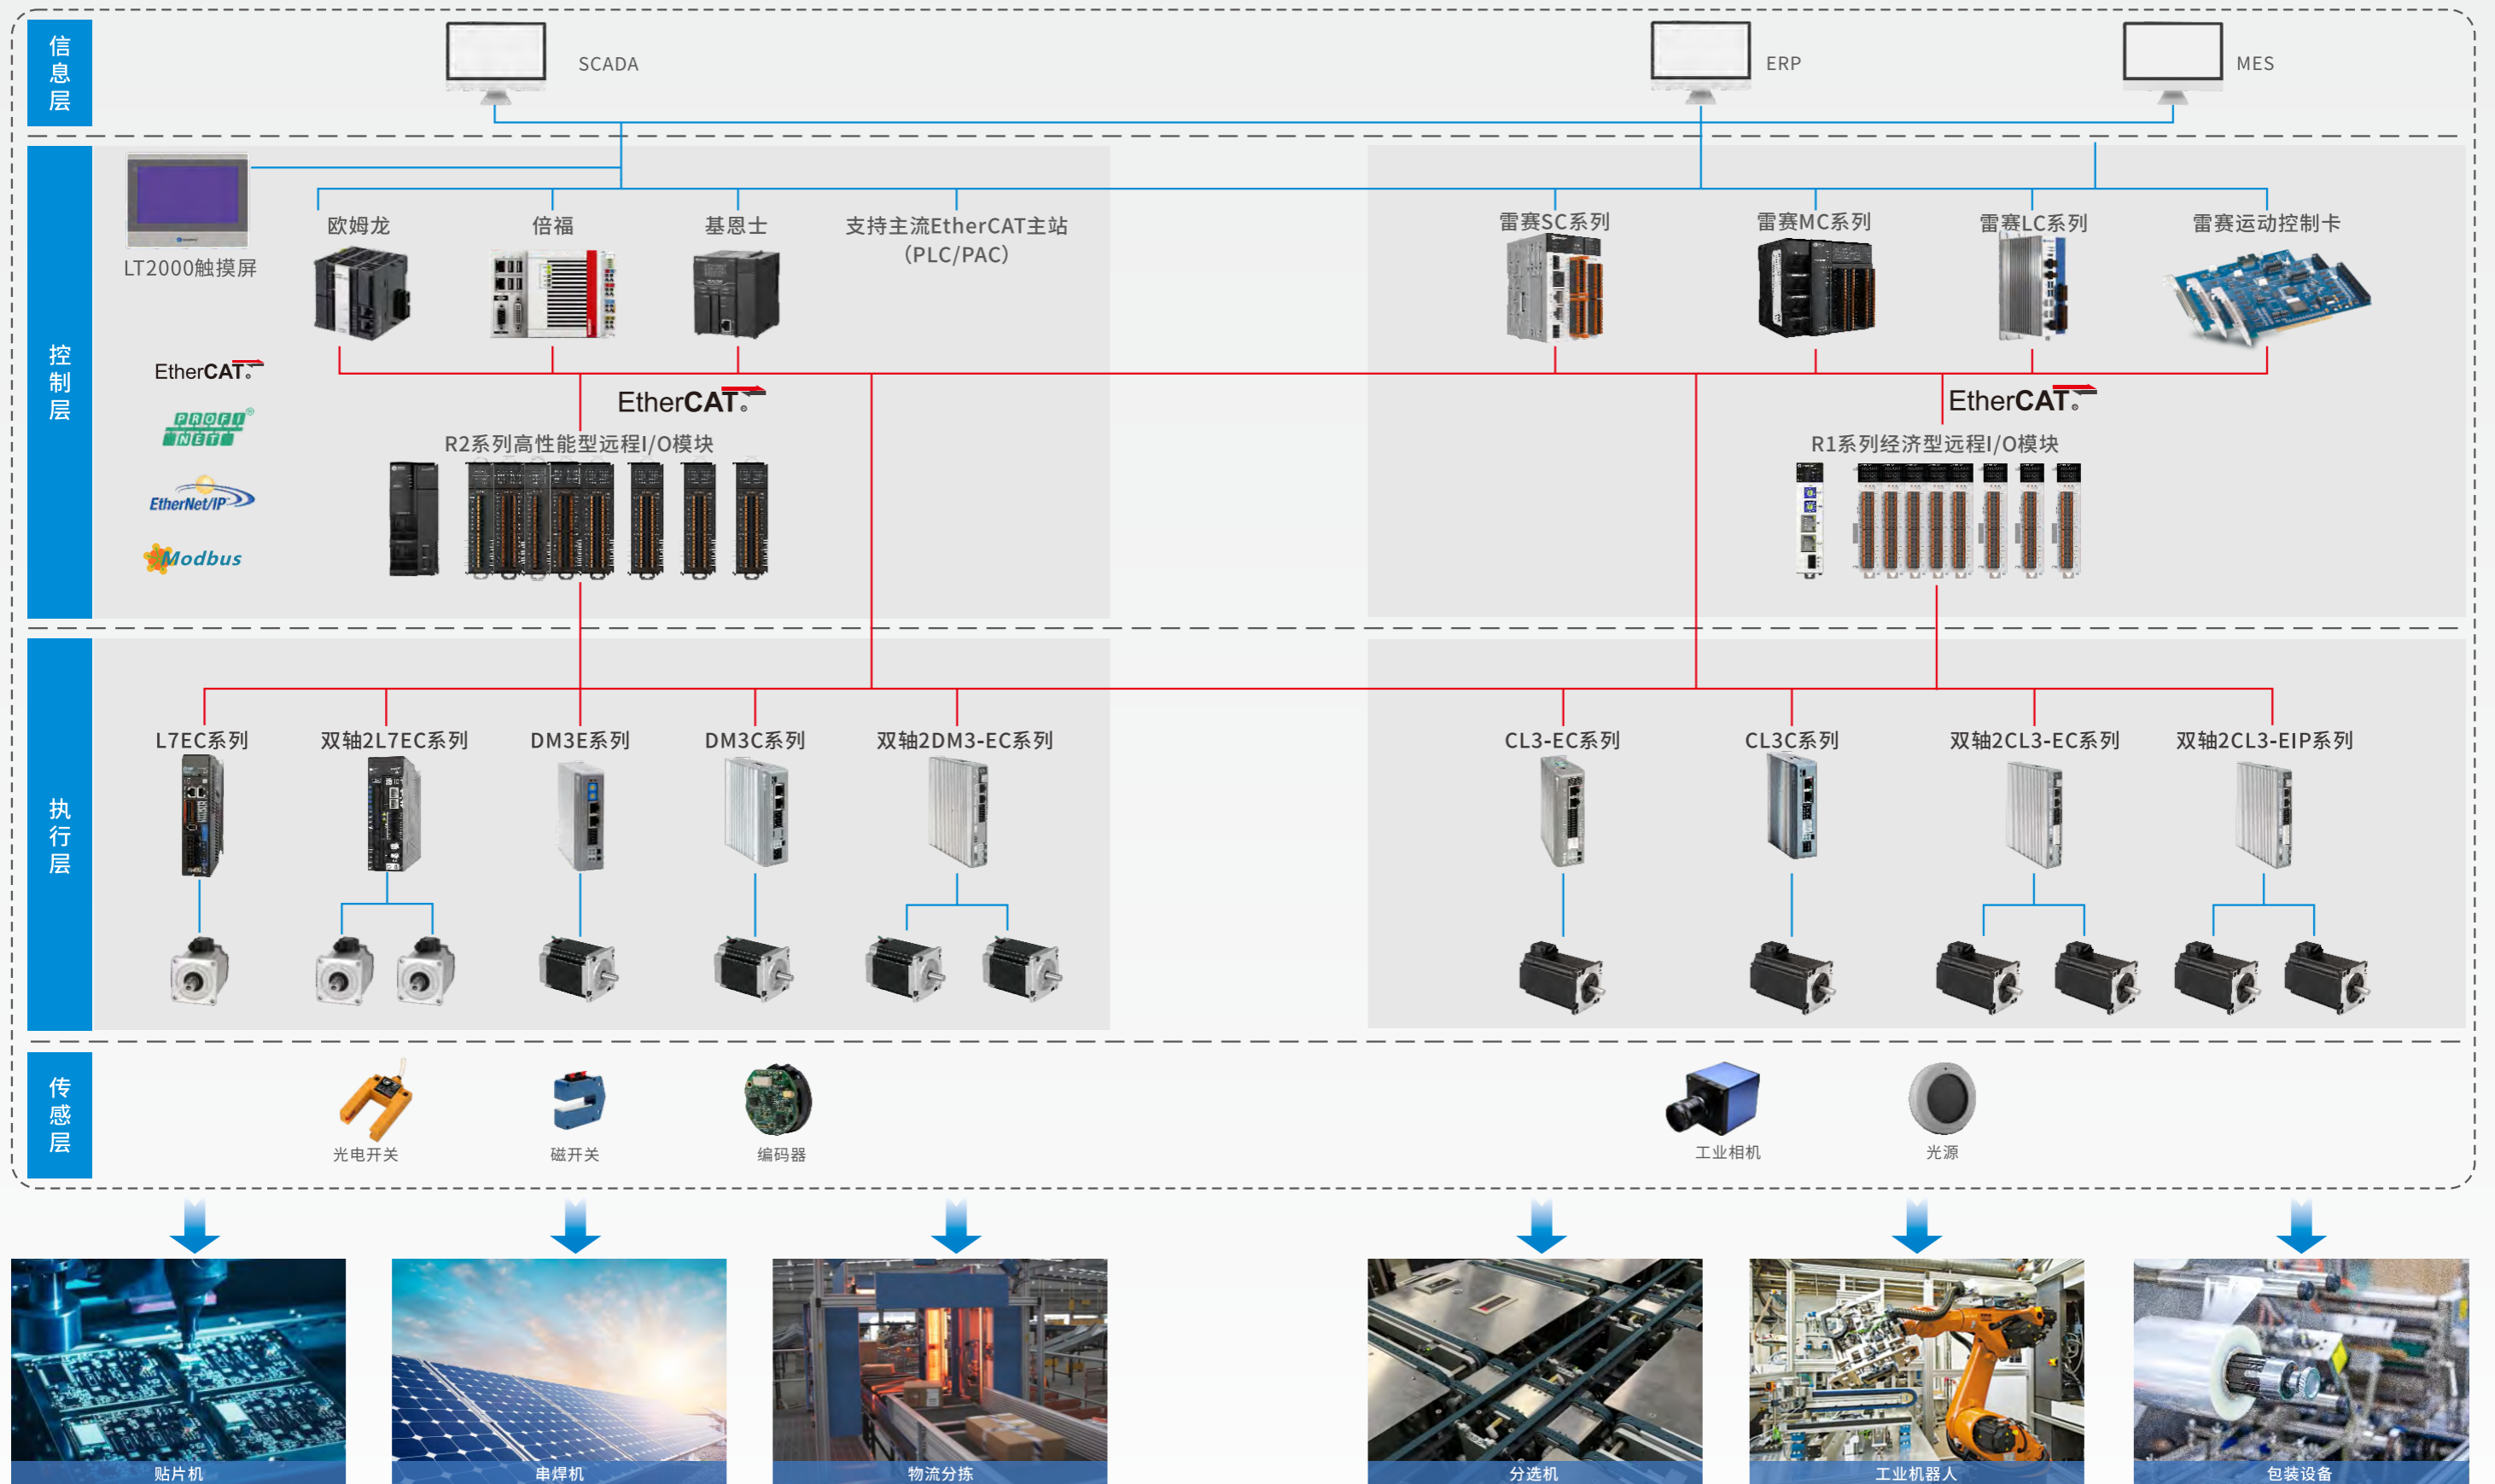 信息层
SCADA
ERP
MES
控制层
LT2000触摸屏
欧姆龙
倍福
基恩士
支持主流EtherCAT主站
（PLC/PAC）
雷赛SC系列
雷赛MC系列
雷赛LC系列
雷赛运动控制卡
EtherCAT
PROFI
NET
EtherNet/IP
Modbus
EtherCAT
R2系列高性能型远程I/O模块
EtherCAT
R1系列经济型远程I/O模块
执行层
L7EC系列
双轴2L7EC系列
DM3E系列
DM3C系列
双轴2DM3-EC系列
CL3-EC系列
CL3C系列
双轴2CL3-EC系列
双轴2CL3-EIP系列
传感层
光电开关
磁开关
编码器
工业相机
光源
贴片机
串焊机
物流分拣
分选机
工业机器人
包装设备